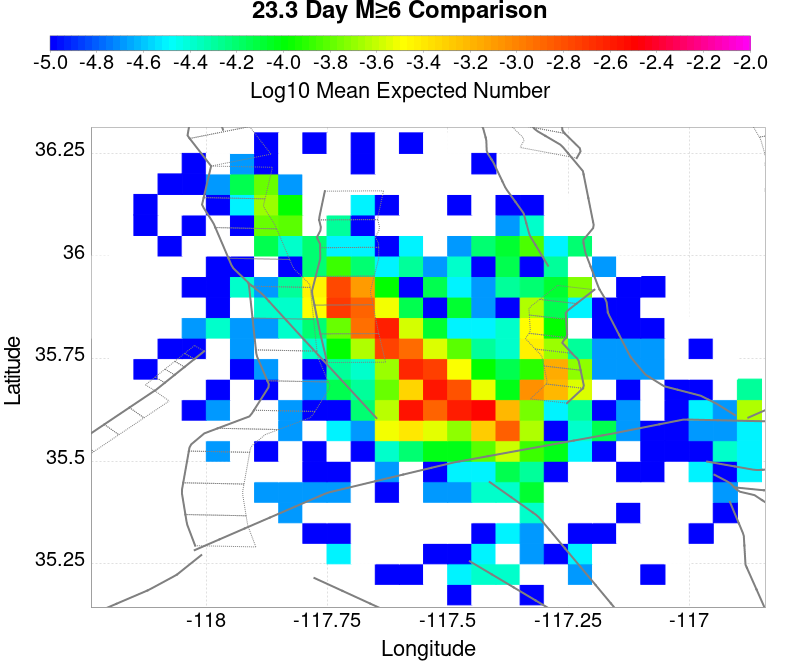 23.3 Day M≥6 Comparison
-5.0 -4.8 -4.6 -4.4 -4.2 -4.0 -3.8 -3.6 -3.4 -3.2 -3.0 -2.8 -2.6 -2.4 -2.2 -2.0
Log10 Mean Expected Number
36.25
36
35.75
35.5
35.25
Latitude
-118 -117.75 -117.5 -117.25 -117
Longitude